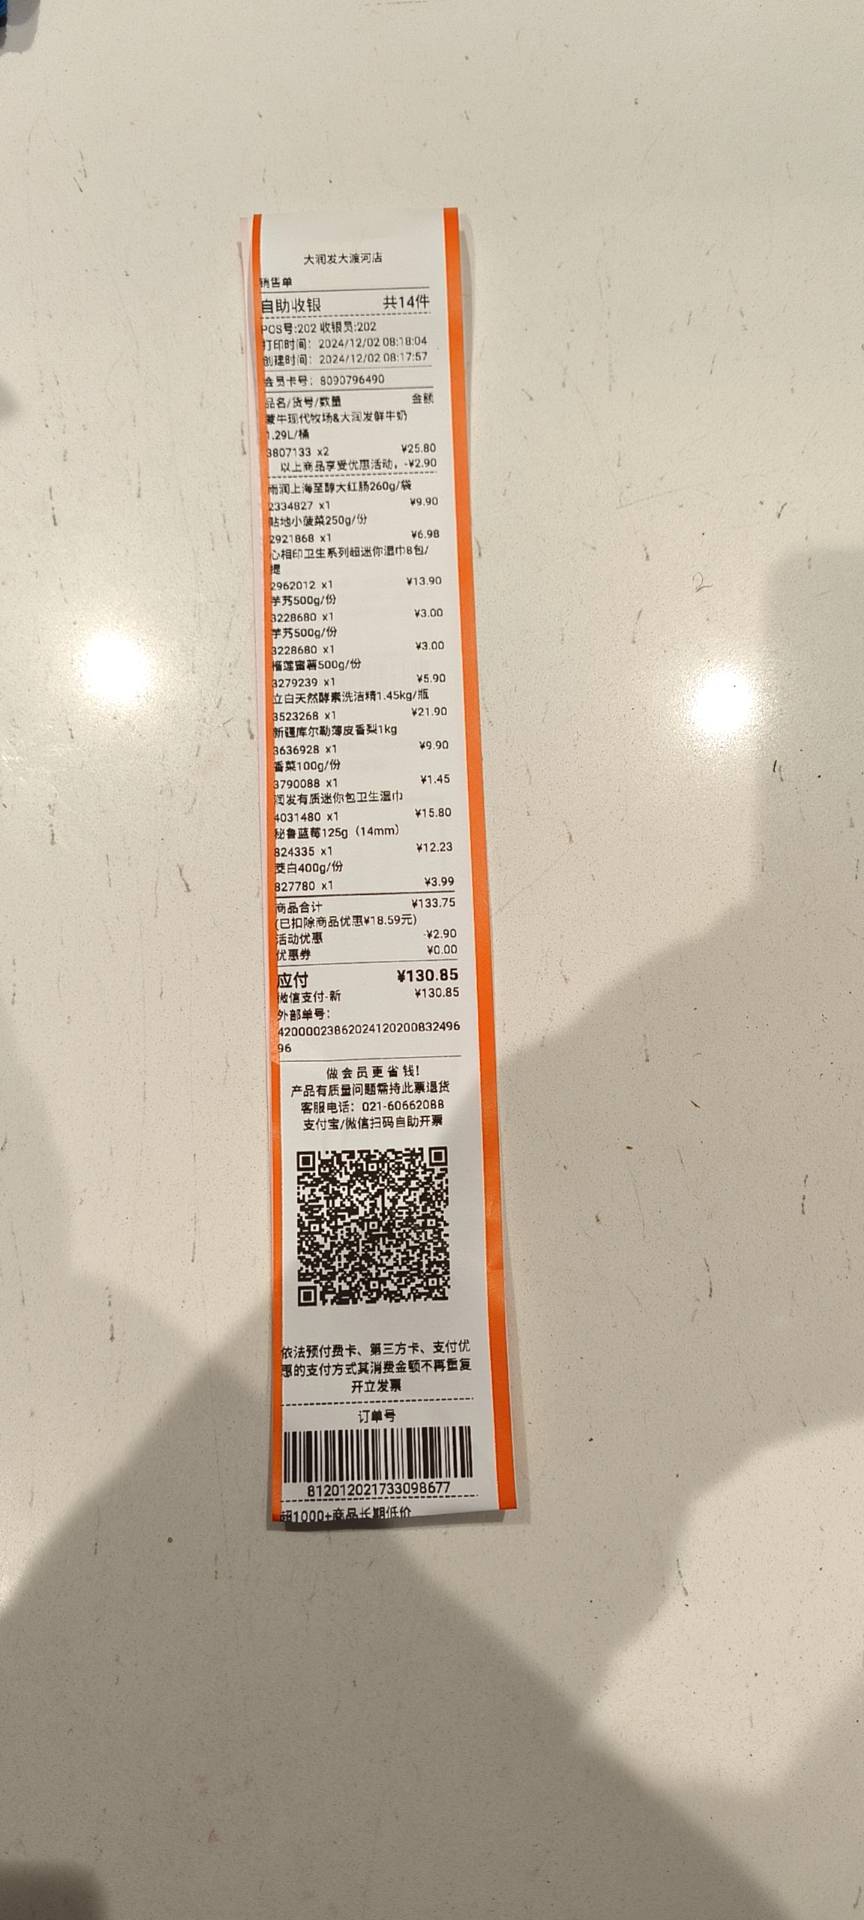 大润发大渡河店
销售单
自助收银 共14件
POS号:202 收银员:202
打印时间：2024/12/02 08:18:04
创建时间：2024/12/02 08:17:57
会员卡号：8090796490
品名/货号/数量 金额
蒙牛现代牧场&大润发鲜牛奶
1.29L/桶
3807133 x2 ¥25.80
以上商品享受优惠活动，-¥2.90
雨润上海至醇大红肠260g/袋
2334827 x1 ¥9.90
贴地小菠菜250g/份
2921868 x1 ¥6.98
心相印卫生系列超迷你湿巾8包/
提
2962012 x1 ¥13.90
芋艿500g/份
3228680 x1 ¥3.00
芋艿500g/份
3228680 x1 ¥3.00
榴莲蜜薯500g/份
3279239 x1 ¥5.90
立白天然酵素洗洁精1.45kg/瓶
3523268 x1 ¥21.90
新疆库尔勒薄皮香梨1kg
3636928 x1 ¥9.90
香菜100g/份
3790088 x1 ¥1.45
润发有质迷你包卫生湿巾
4031480 x1 ¥15.80
秘鲁蓝莓125g（14mm）
824335 x1 ¥12.23
茭白400g/份
827780 x1 ¥3.99
商品合计 ¥133.75
(已扣除商品优惠¥18.59元)
活动优惠 -¥2.90
优惠券 ¥0.00
应付 ¥130.85
微信支付-新 ¥130.85
外部单号：
42000023862024120200832496
96
做会员更省钱!
产品有质量问题需持此票退货
客服电话：021-60662088
支付宝/微信扫码自助开票
依法预付费卡、第三方卡、支付优
惠的支付方式其消费金额不再重复
开立发票
订单号
812012021733098677
超1000+商品长期低价